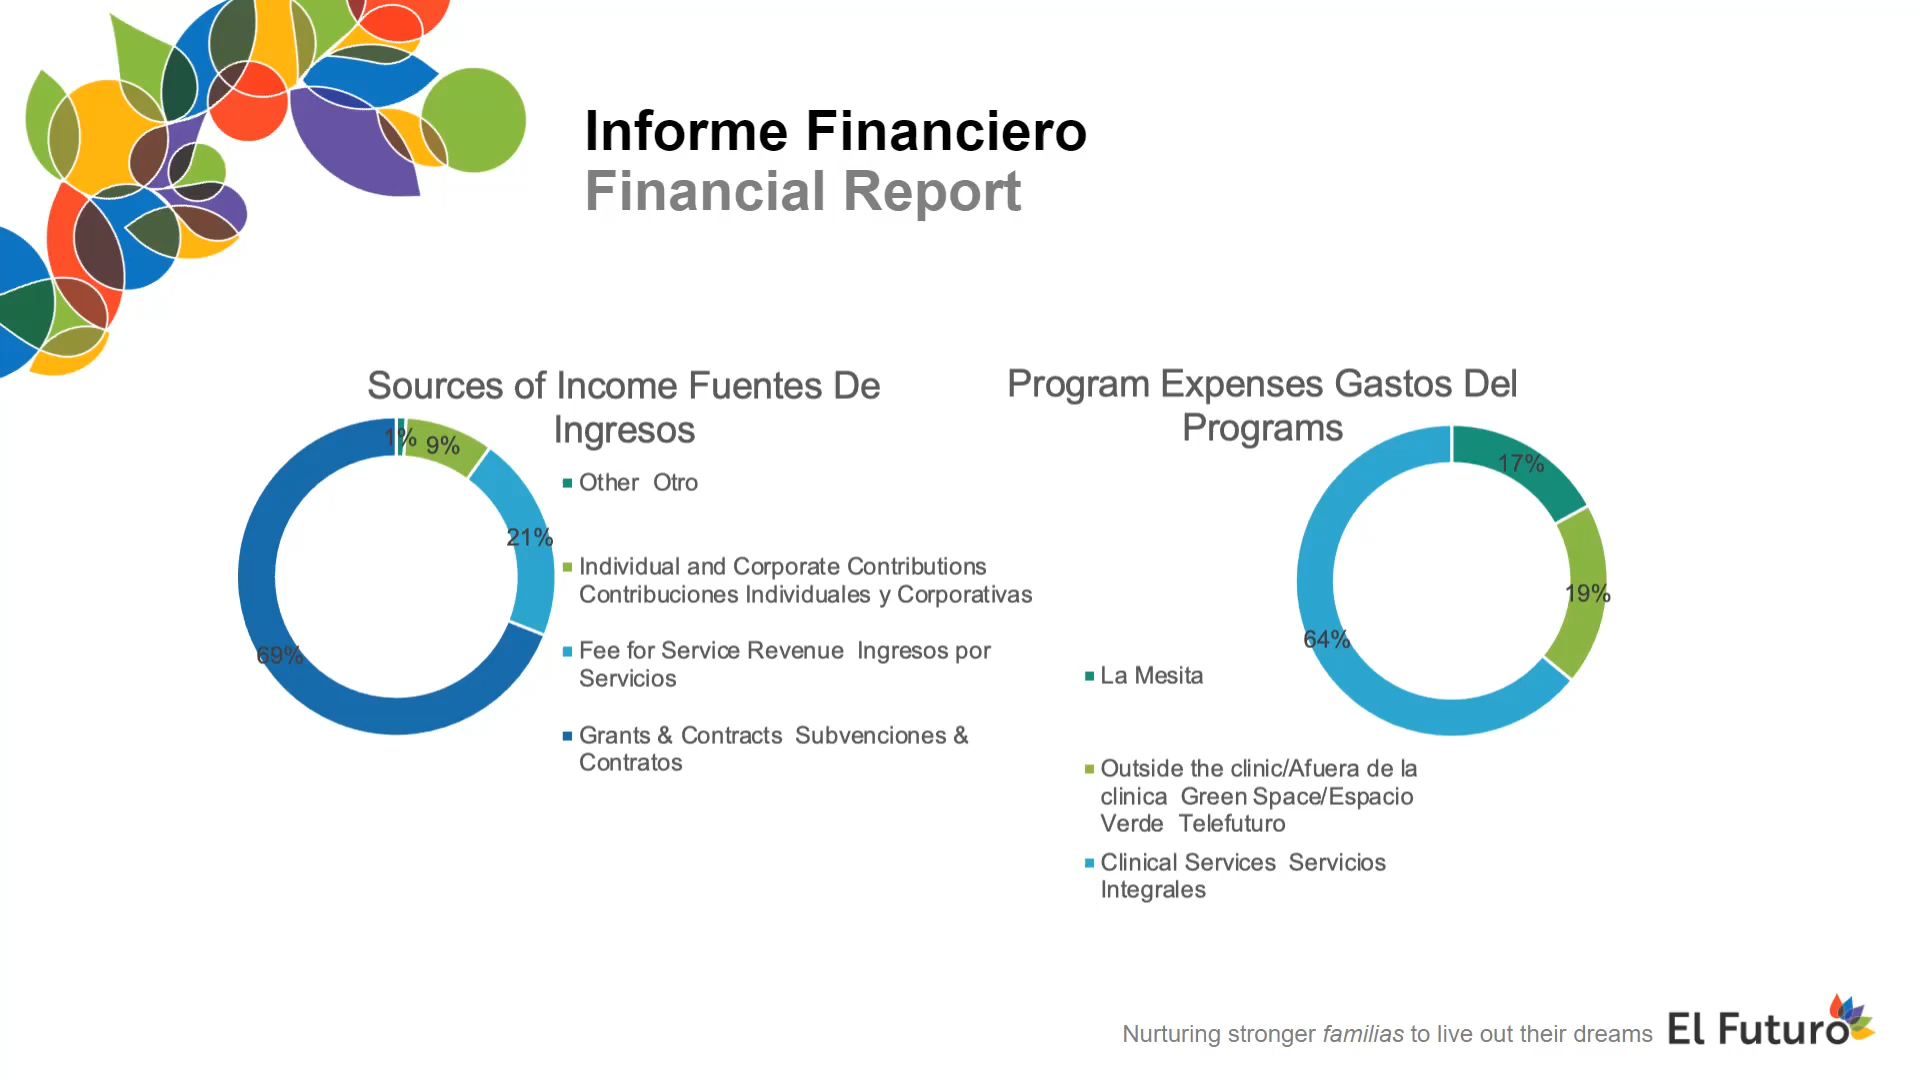 Informe Financiero
Financial Report
Sources of Income Fuentes De
Ingresos
1%
9%
21%
69%
Other Otro
Individual and Corporate Contributions
Contribuciones Individuales y Corporativas
Fee for Service Revenue Ingresos por
Servicios
Grants & Contracts Subvenciones &
Contratos
Program Expenses Gastos Del
Programs
17%
19%
64%
La Mesita
Outside the clinic/Afuera de la
clinica Green Space/Espacio
Verde Telefuturo
Clinical Services Servicios
Integrales
Nurturing stronger familias to live out their dreams
El Futuro